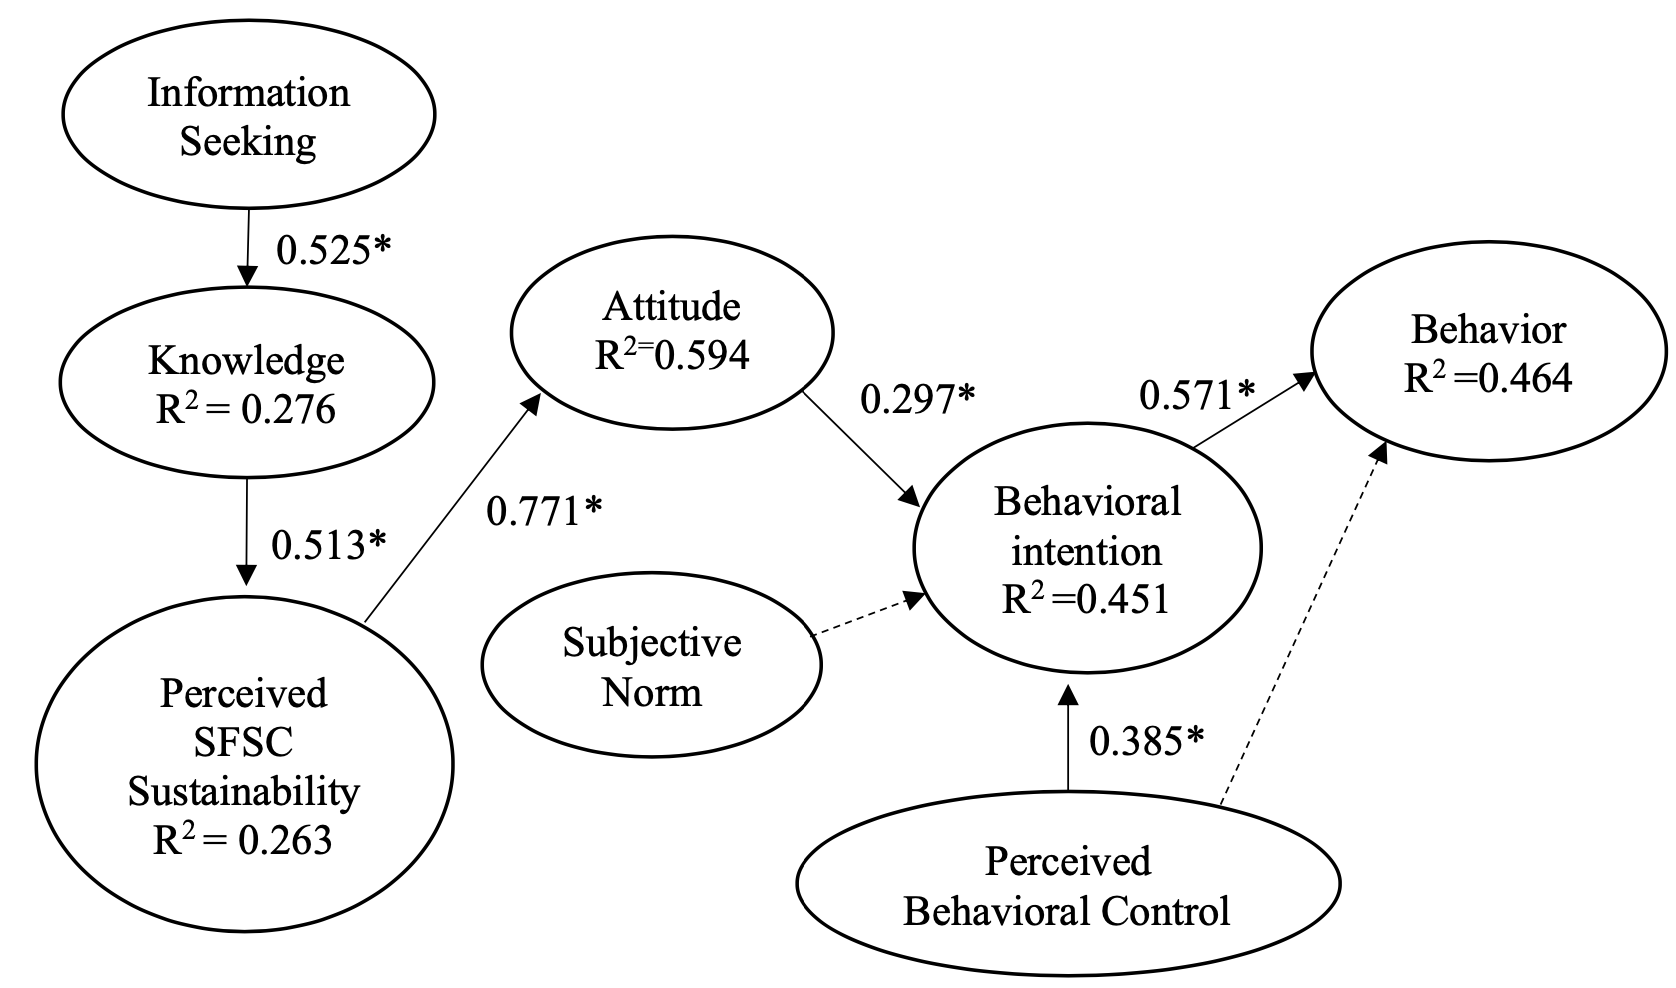 Information
Seeking
0.525*
Knowledge
R² = 0.276
0.513*
Perceived
SFSC
Sustainability
R² = 0.263
0.771*
Attitude
R²⁼0.594
0.297*
Subjective
Norm
Behavioral
intention
R² =0.451
0.571*
Behavior
R² =0.464
0.385*
Perceived
Behavioral Control